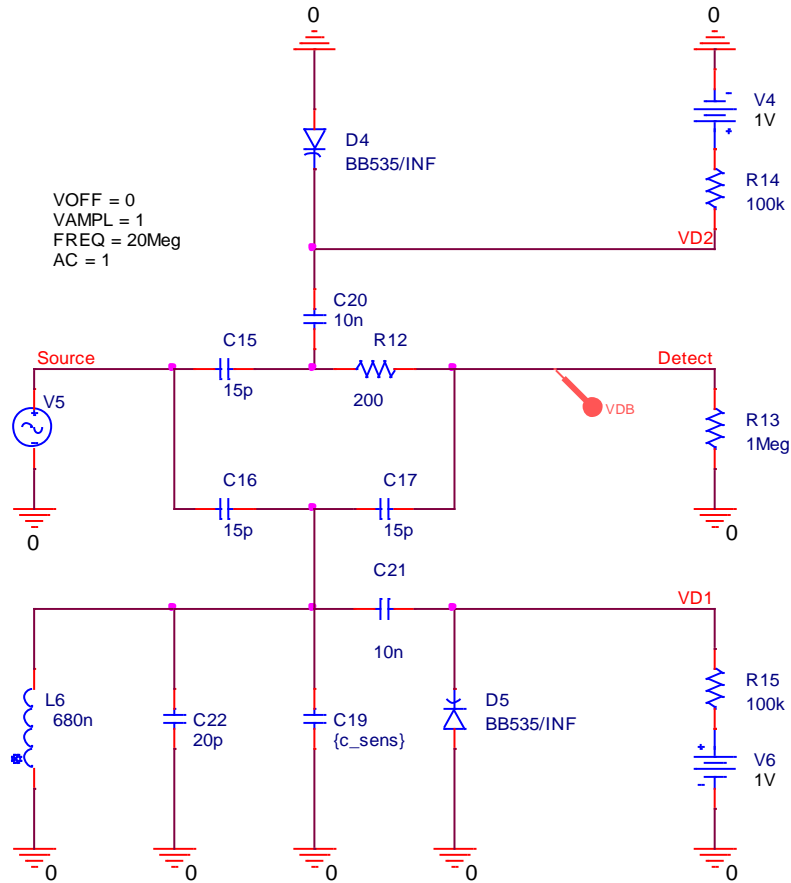 0
0
V4
1V
D4
BB535/INF
R14
100k
VOFF = 0
VAMPL = 1
FREQ = 20Meg
AC = 1
VD2
C20
10n
C15
R12
Source
Detect
15p
200
V5
VDB
R13
1Meg
C16
C17
15p
15p
0
0
C21
VD1
10n
L6
680n
C22
20p
C19
{c_sens}
D5
BB535/INF
R15
100k
V6
1V
0
0
0
0
0